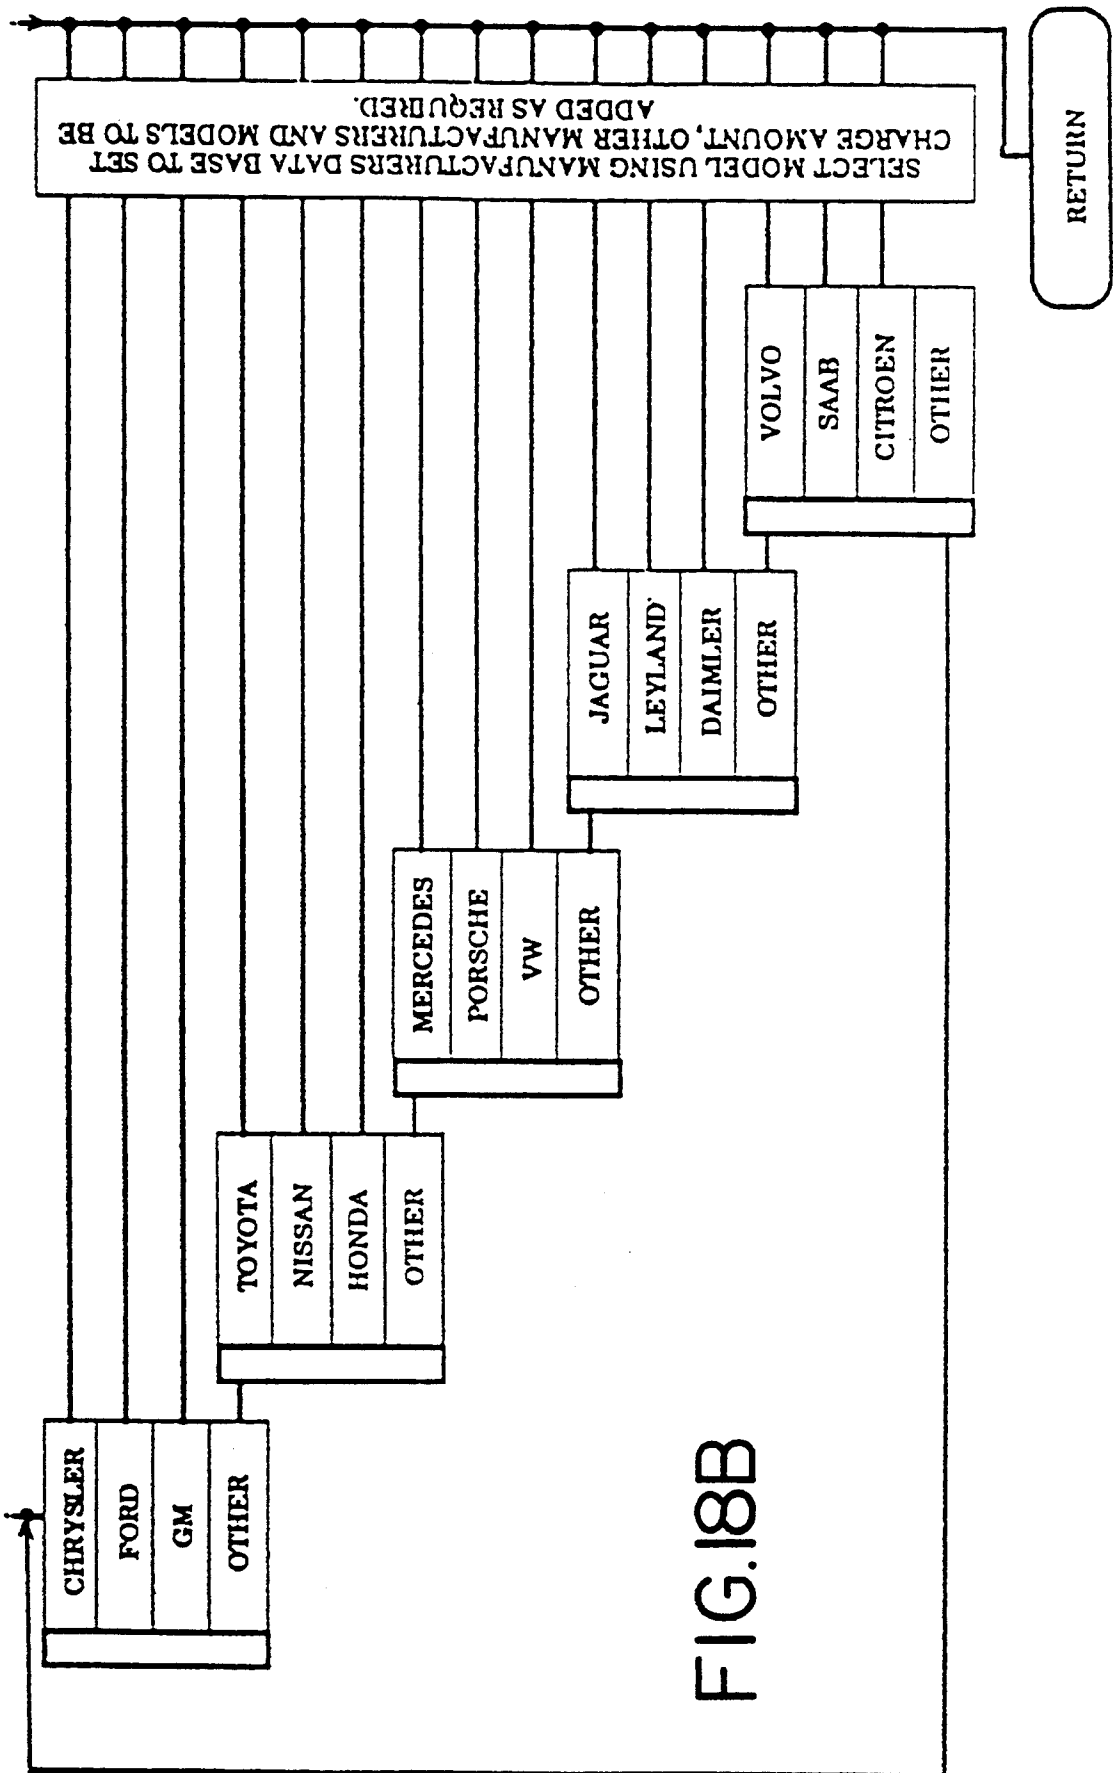 CHRYSLER
FORD
GM
OTHER
TOYOTA
NISSAN
HONDA
OTHER
MERCEDES
PORSCHE
VW
OTHER
JAGUAR
LEYLAND
DAIMLER
OTHER
VOLVO
SAAB
CITROEN
OTHER
SELECT MODEL USING MANUFACTURERS DATA BASE TO SET
CHARGE AMOUNT, OTHER MANUFACTURERS AND MODELS TO BE
ADDED AS REQUIRED.
RETURN
FIG.18B